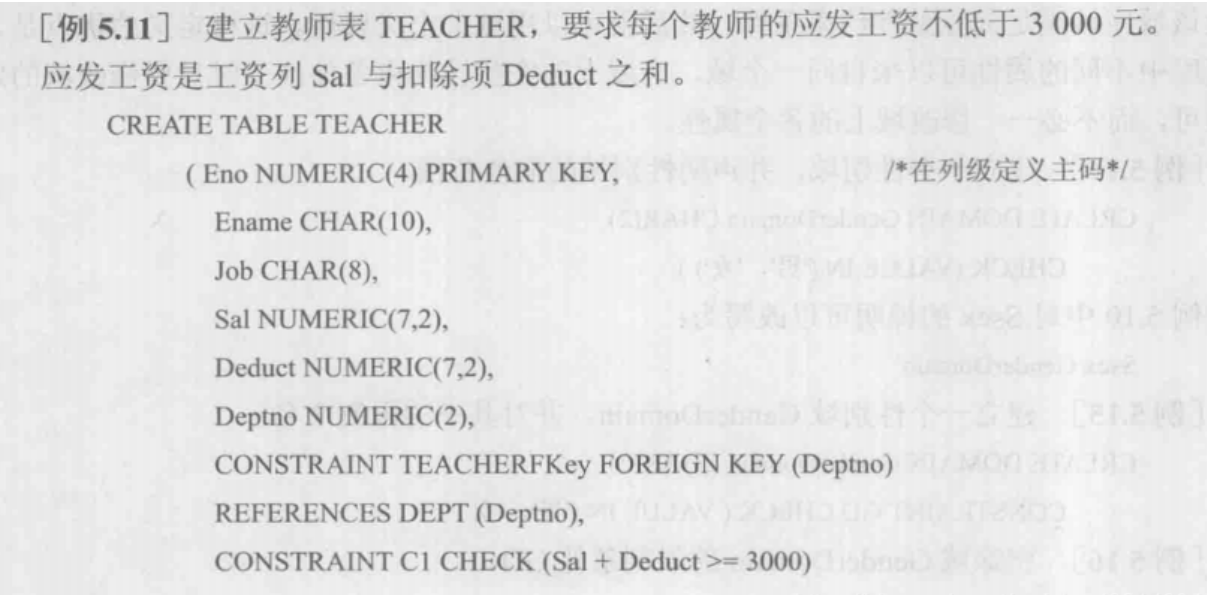 ［例 5.11］ 建立教师表 TEACHER，要求每个教师的应发工资不低于 3 000 元。
应发工资是工资列 Sal 与扣除项 Deduct 之和。
CREATE TABLE TEACHER
( Eno NUMERIC(4) PRIMARY KEY, /*在列级定义主码*/
Ename CHAR(10),
Job CHAR(8),
Sal NUMERIC(7,2),
Deduct NUMERIC(7,2),
Deptno NUMERIC(2),
CONSTRAINT TEACHERFKey FOREIGN KEY (Deptno)
REFERENCES DEPT (Deptno),
CONSTRAINT C1 CHECK (Sal + Deduct >= 3000)